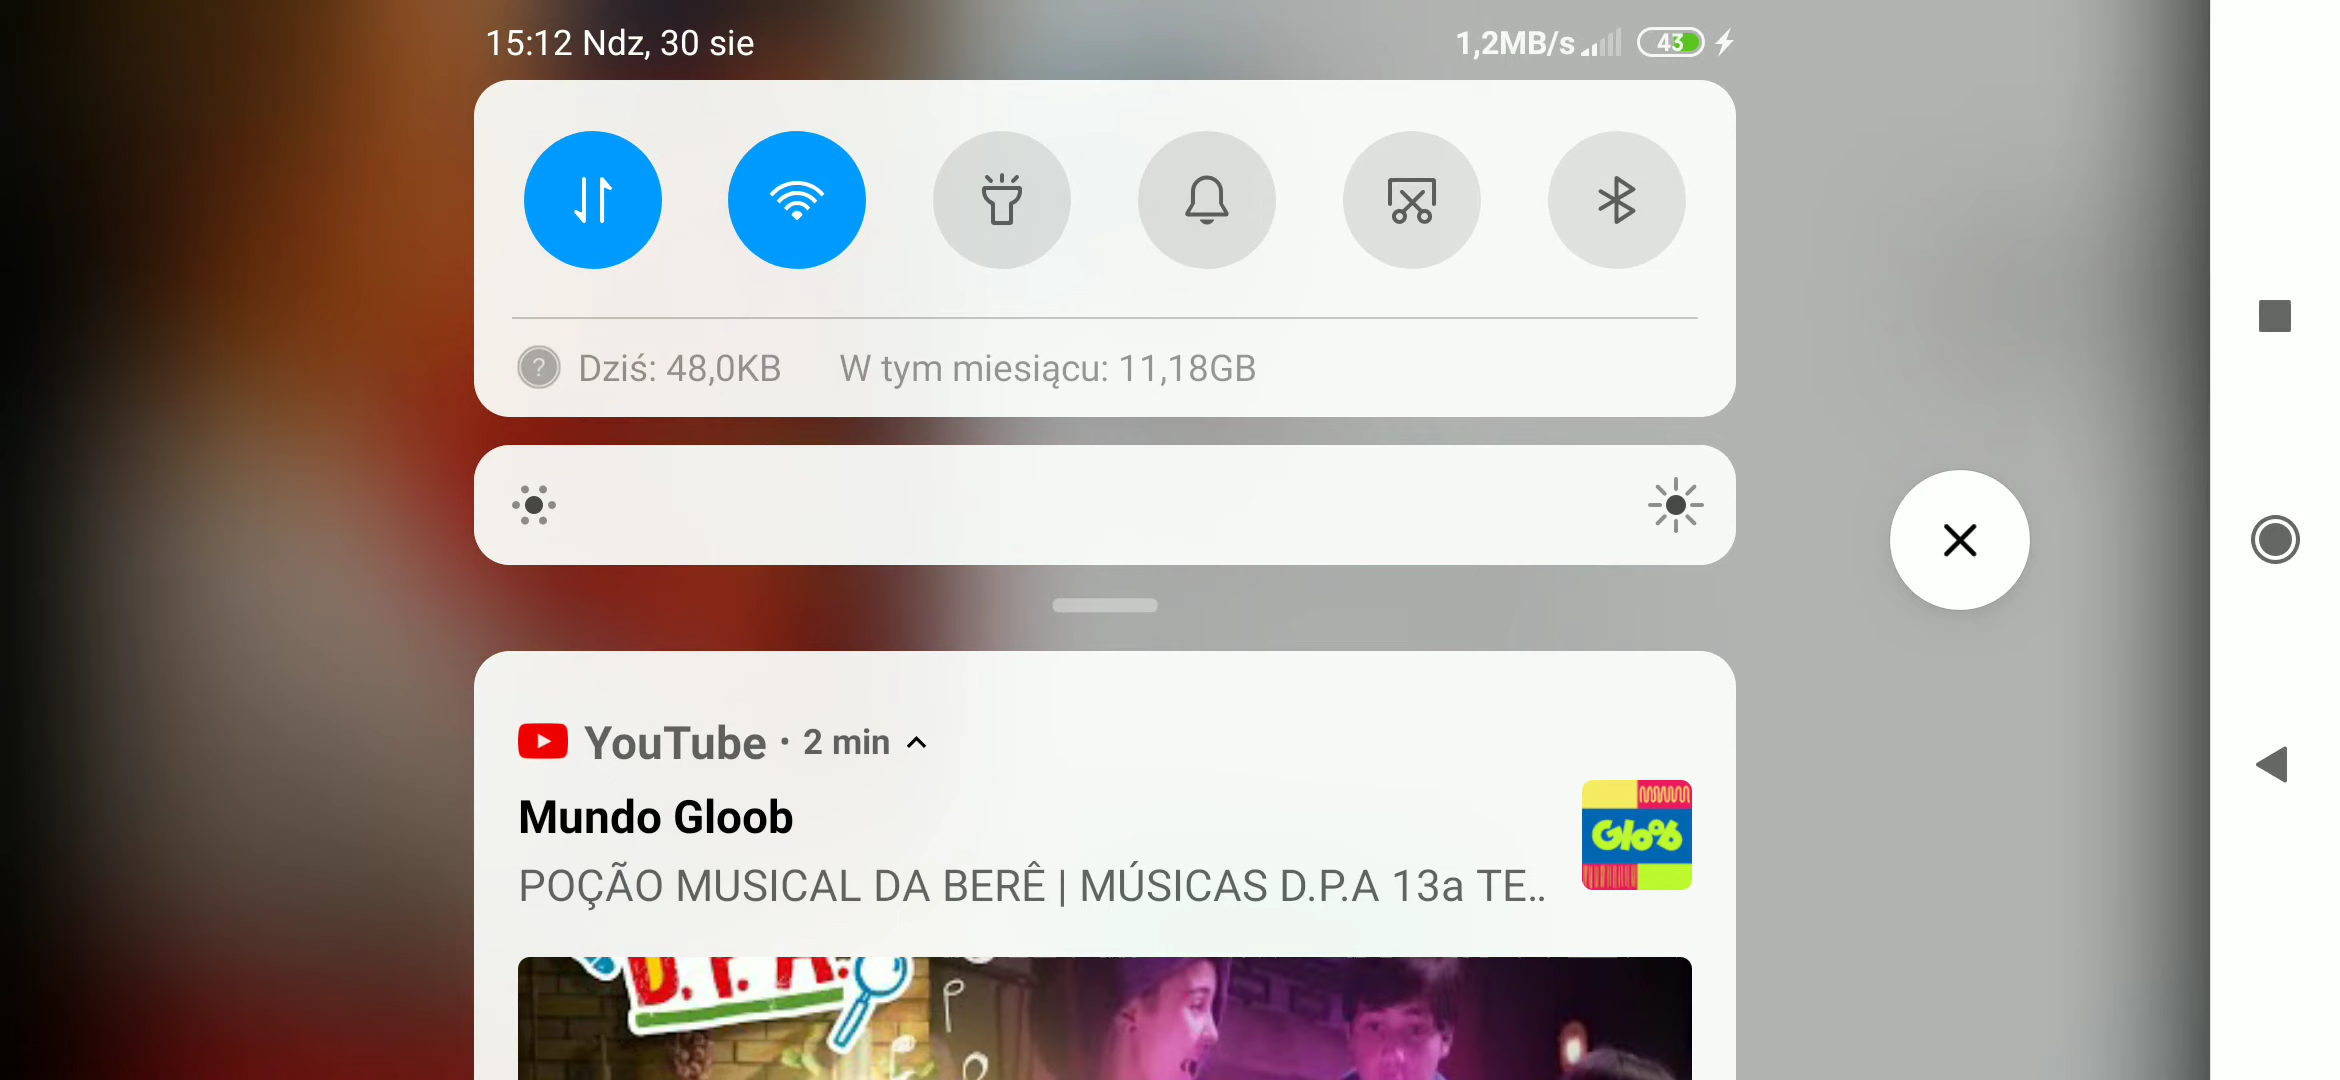 15:12 Ndz, 30 sie
1,2MB/s 43
Dziś: 48,0KB W tym miesiącu: 11,18GB
YouTube · 2 min
Mundo Gloob
POÇÃO MUSICAL DA BERÊ | MÚSICAS D.P.A 13a TE..
Gloob
D.P.A.